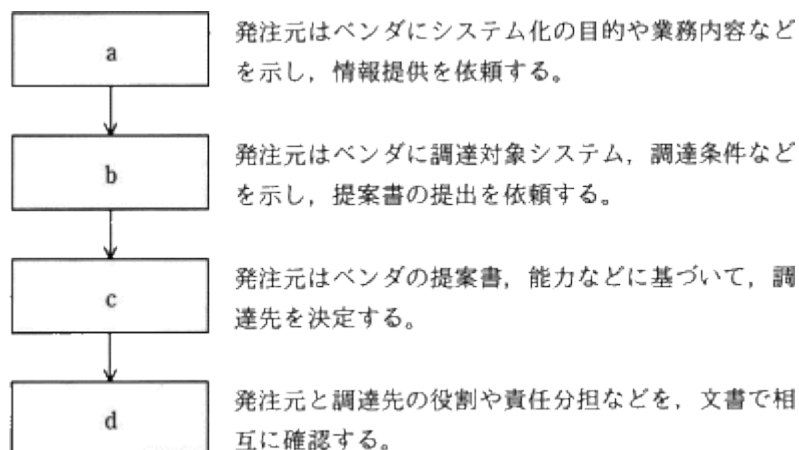 a
発注元はベンダにシステム化の目的や業務内容など
を示し，情報提供を依頼する。
b
発注元はベンダに調達対象システム，調達条件など
を示し，提案書の提出を依頼する。
c
発注元はベンダの提案書，能力などに基づいて，調
達先を決定する。
d
発注元と調達先の役割や責任分担などを，文書で相
互に確認する。